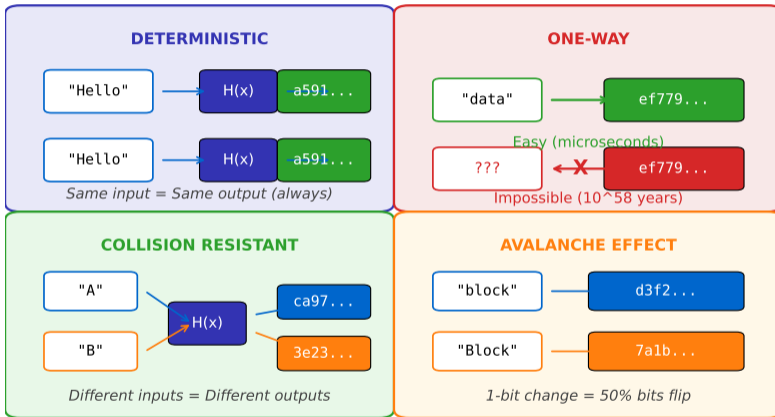 DETERMINISTIC
"Hello" H(x) a591...
"Hello" H(x) a591...
Same input = Same output (always)
ONE-WAY
"data" ef779...
Easy (microseconds)
??? X ef779...
Impossible (10^58 years)
COLLISION RESISTANT
"A" ca97...
H(x)
"B" 3e23...
Different inputs = Different outputs
AVALANCHE EFFECT
"block" d3f2...
"Block" 7a1b...
1-bit change = 50% bits flip